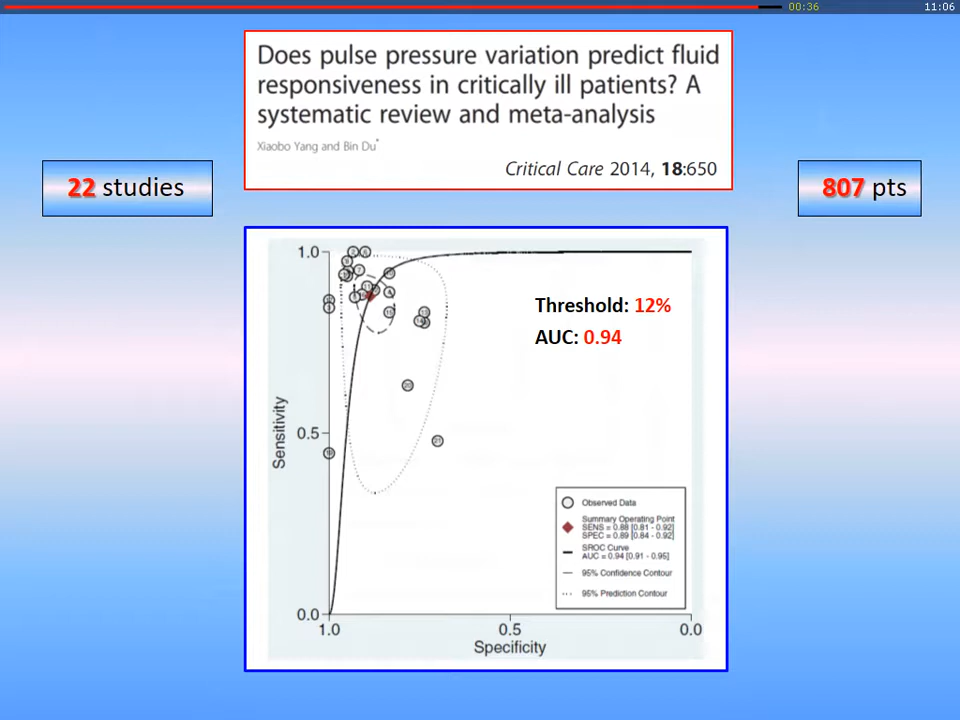 00:36
11:06
Does pulse pressure variation predict fluid
responsiveness in critically ill patients? A
systematic review and meta-analysis
Xiaobo Yang and Bin Du*
Critical Care 2014, 18:650
22 studies
807 pts
1.0
Threshold: 12%
AUC: 0.94
Sensitivity
0.5
Observed Data
Summary Operating Point
SENS = 0.88 [0.81 - 0.92]
SPEC = 0.89 [0.84 - 0.92]
SROC Curve
AUC = 0.94 [0.91 - 0.95]
95% Confidence Contour
95% Prediction Contour
0.0
1.0
0.5
0.0
Specificity